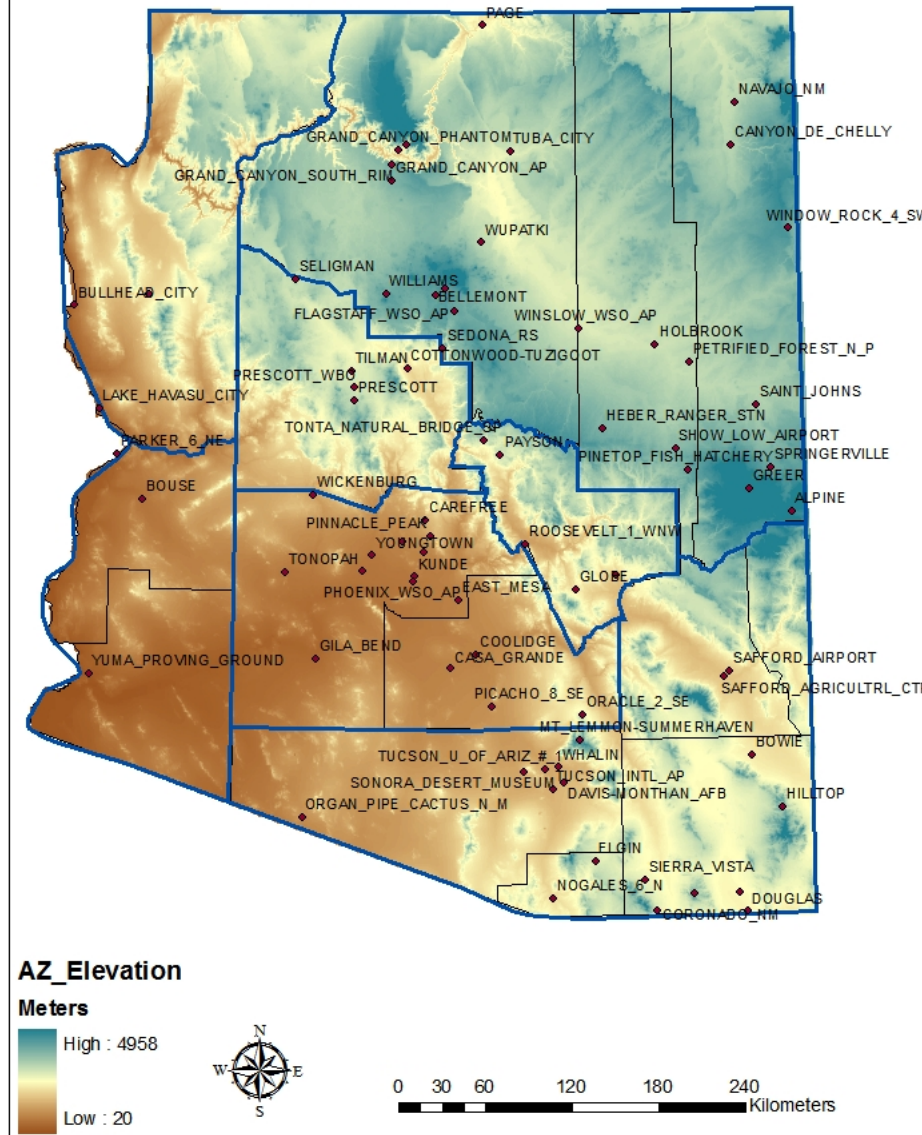 PAGE
NAVAJO_NM
CANYON_DE_CHELLY
GRAND_CANYON_PHANTOM
TUBA_CITY
GRAND_CANYON_AP
GRAND_CANYON_SOUTH_RIM
WINDOW_ROCK_4_SW
WUPATKI
SELIGMAN
WILLIAMS
BULLHEAD_CITY
BELLEMONT
FLAGSTAFF_WSO_AP
WINSLOW_WSO_AP
SEDONA_RS
HOLBROOK
TILMAN
COTTONWOOD-TUZIGOOT
PETRIFIED_FOREST_N_P
PRESCOTT_WBO
PRESCOTT
LAKE_HAVASU_CITY
SAINT_JOHNS
HEBER_RANGER_STN
TONTA_NATURAL_BRIDGE_SP
PARKER_6_NE
PAYSON
SHOW_LOW_AIRPORT
PINETOP_FISH_HATCHERY
SPRINGERVILLE
GREER
WICKENBURG
BOUSE
ALPINE
CAREFREE
PINNACLE_PEAK
ROOSEVELT_1_WNW
YOUNGTOWN
TONOPAH
KUNDE
GLOBE
PHOENIX_WSO_AP
EAST_MESA
GILA_BEND
COOLIDGE
CASA_GRANDE
YUMA_PROVING_GROUND
SAFFORD_AIRPORT
SAFFORD_AGRICULTRL_CTR
PICACHO_8_SE
ORACLE_2_SE
MT_LEMMON-SUMMERHAVEN
BOWIE
TUCSON_U_OF_ARIZ_#_1
WHALIN
TUCSON_INTL_AP
SONORA_DESERT_MUSEUM
DAVIS-MONTHAN_AFB
HILLTOP
ORGAN_PIPE_CACTUS_N_M
ELGIN
SIERRA_VISTA
NOGALES_6_N
DOUGLAS
CORONADO_NM
AZ_Elevation
Meters
High : 4958
Low : 20
N
W
E
S
0 30 60 120 180 240
Kilometers